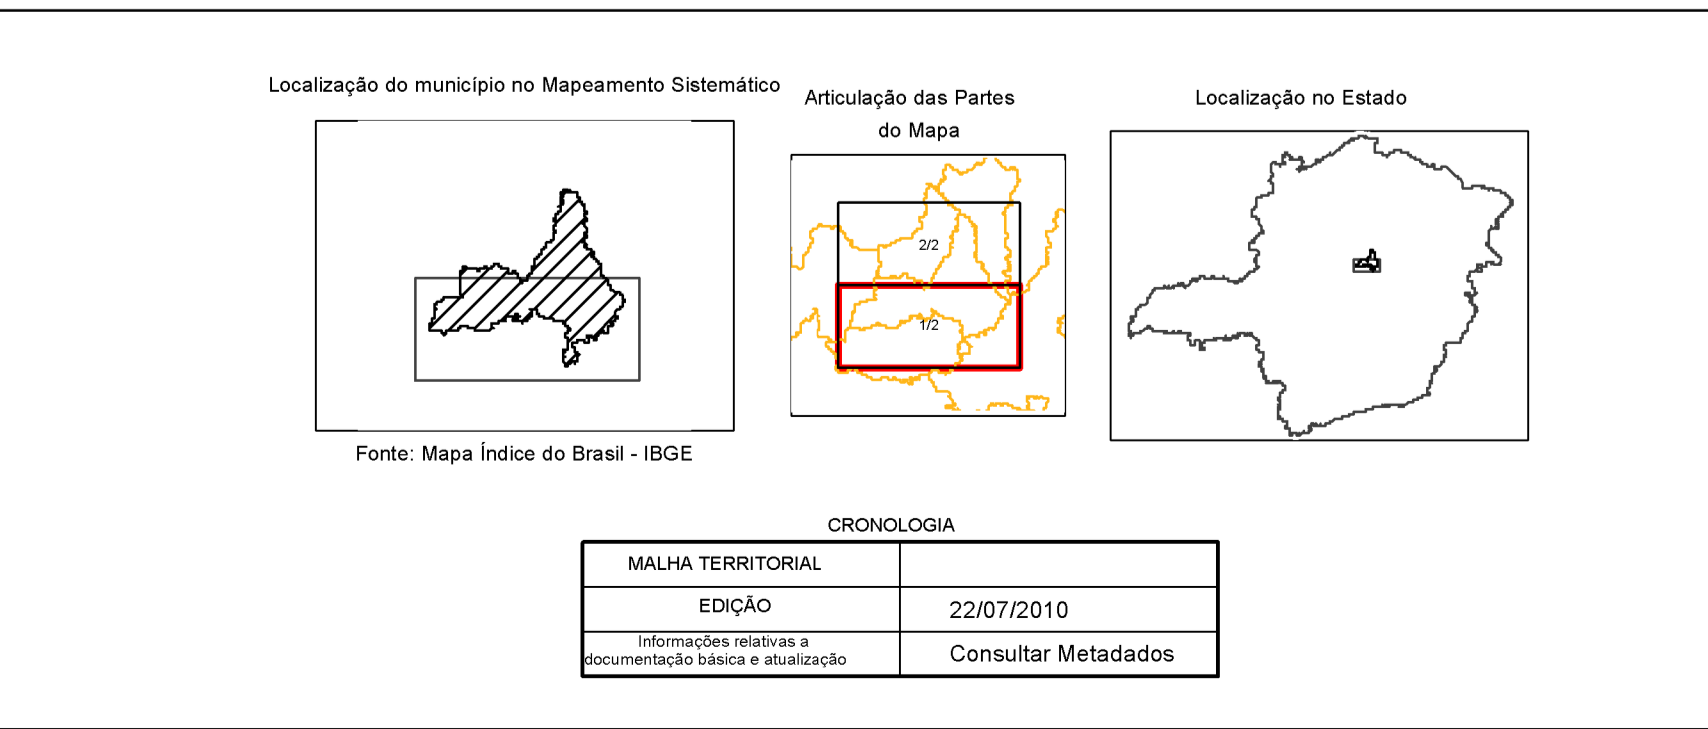 Localização do município no Mapeamento Sistemático
Fonte: Mapa Índice do Brasil - IBGE
Articulação das Partes
do Mapa
2/2
1/2
Localização no Estado
CRONOLOGIA
MALHA TERRITORIAL
EDIÇÃO
22/07/2010
Informações relativas a
documentação básica e atualização
Consultar Metadados